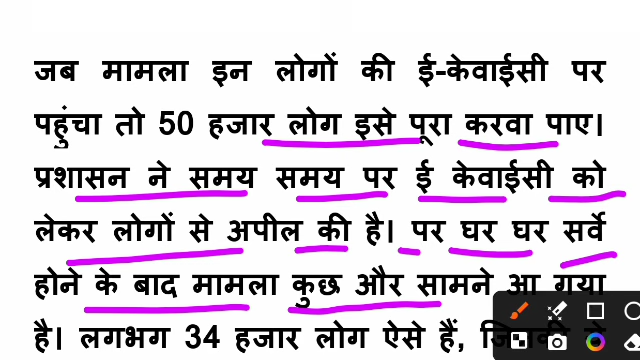 जब मामला इन लोगों की ई-केवाईसी पर
पहुंचा तो 50 हजार लोग इसे पूरा करवा पाए।
प्रशासन ने समय समय पर ई केवाईसी को
लेकर लोगों से अपील की है। पर घर घर सर्वे
होने के बाद मामला कुछ और सामने आ गया
है। लगभग 34 हजार लोग ऐसे हैं,